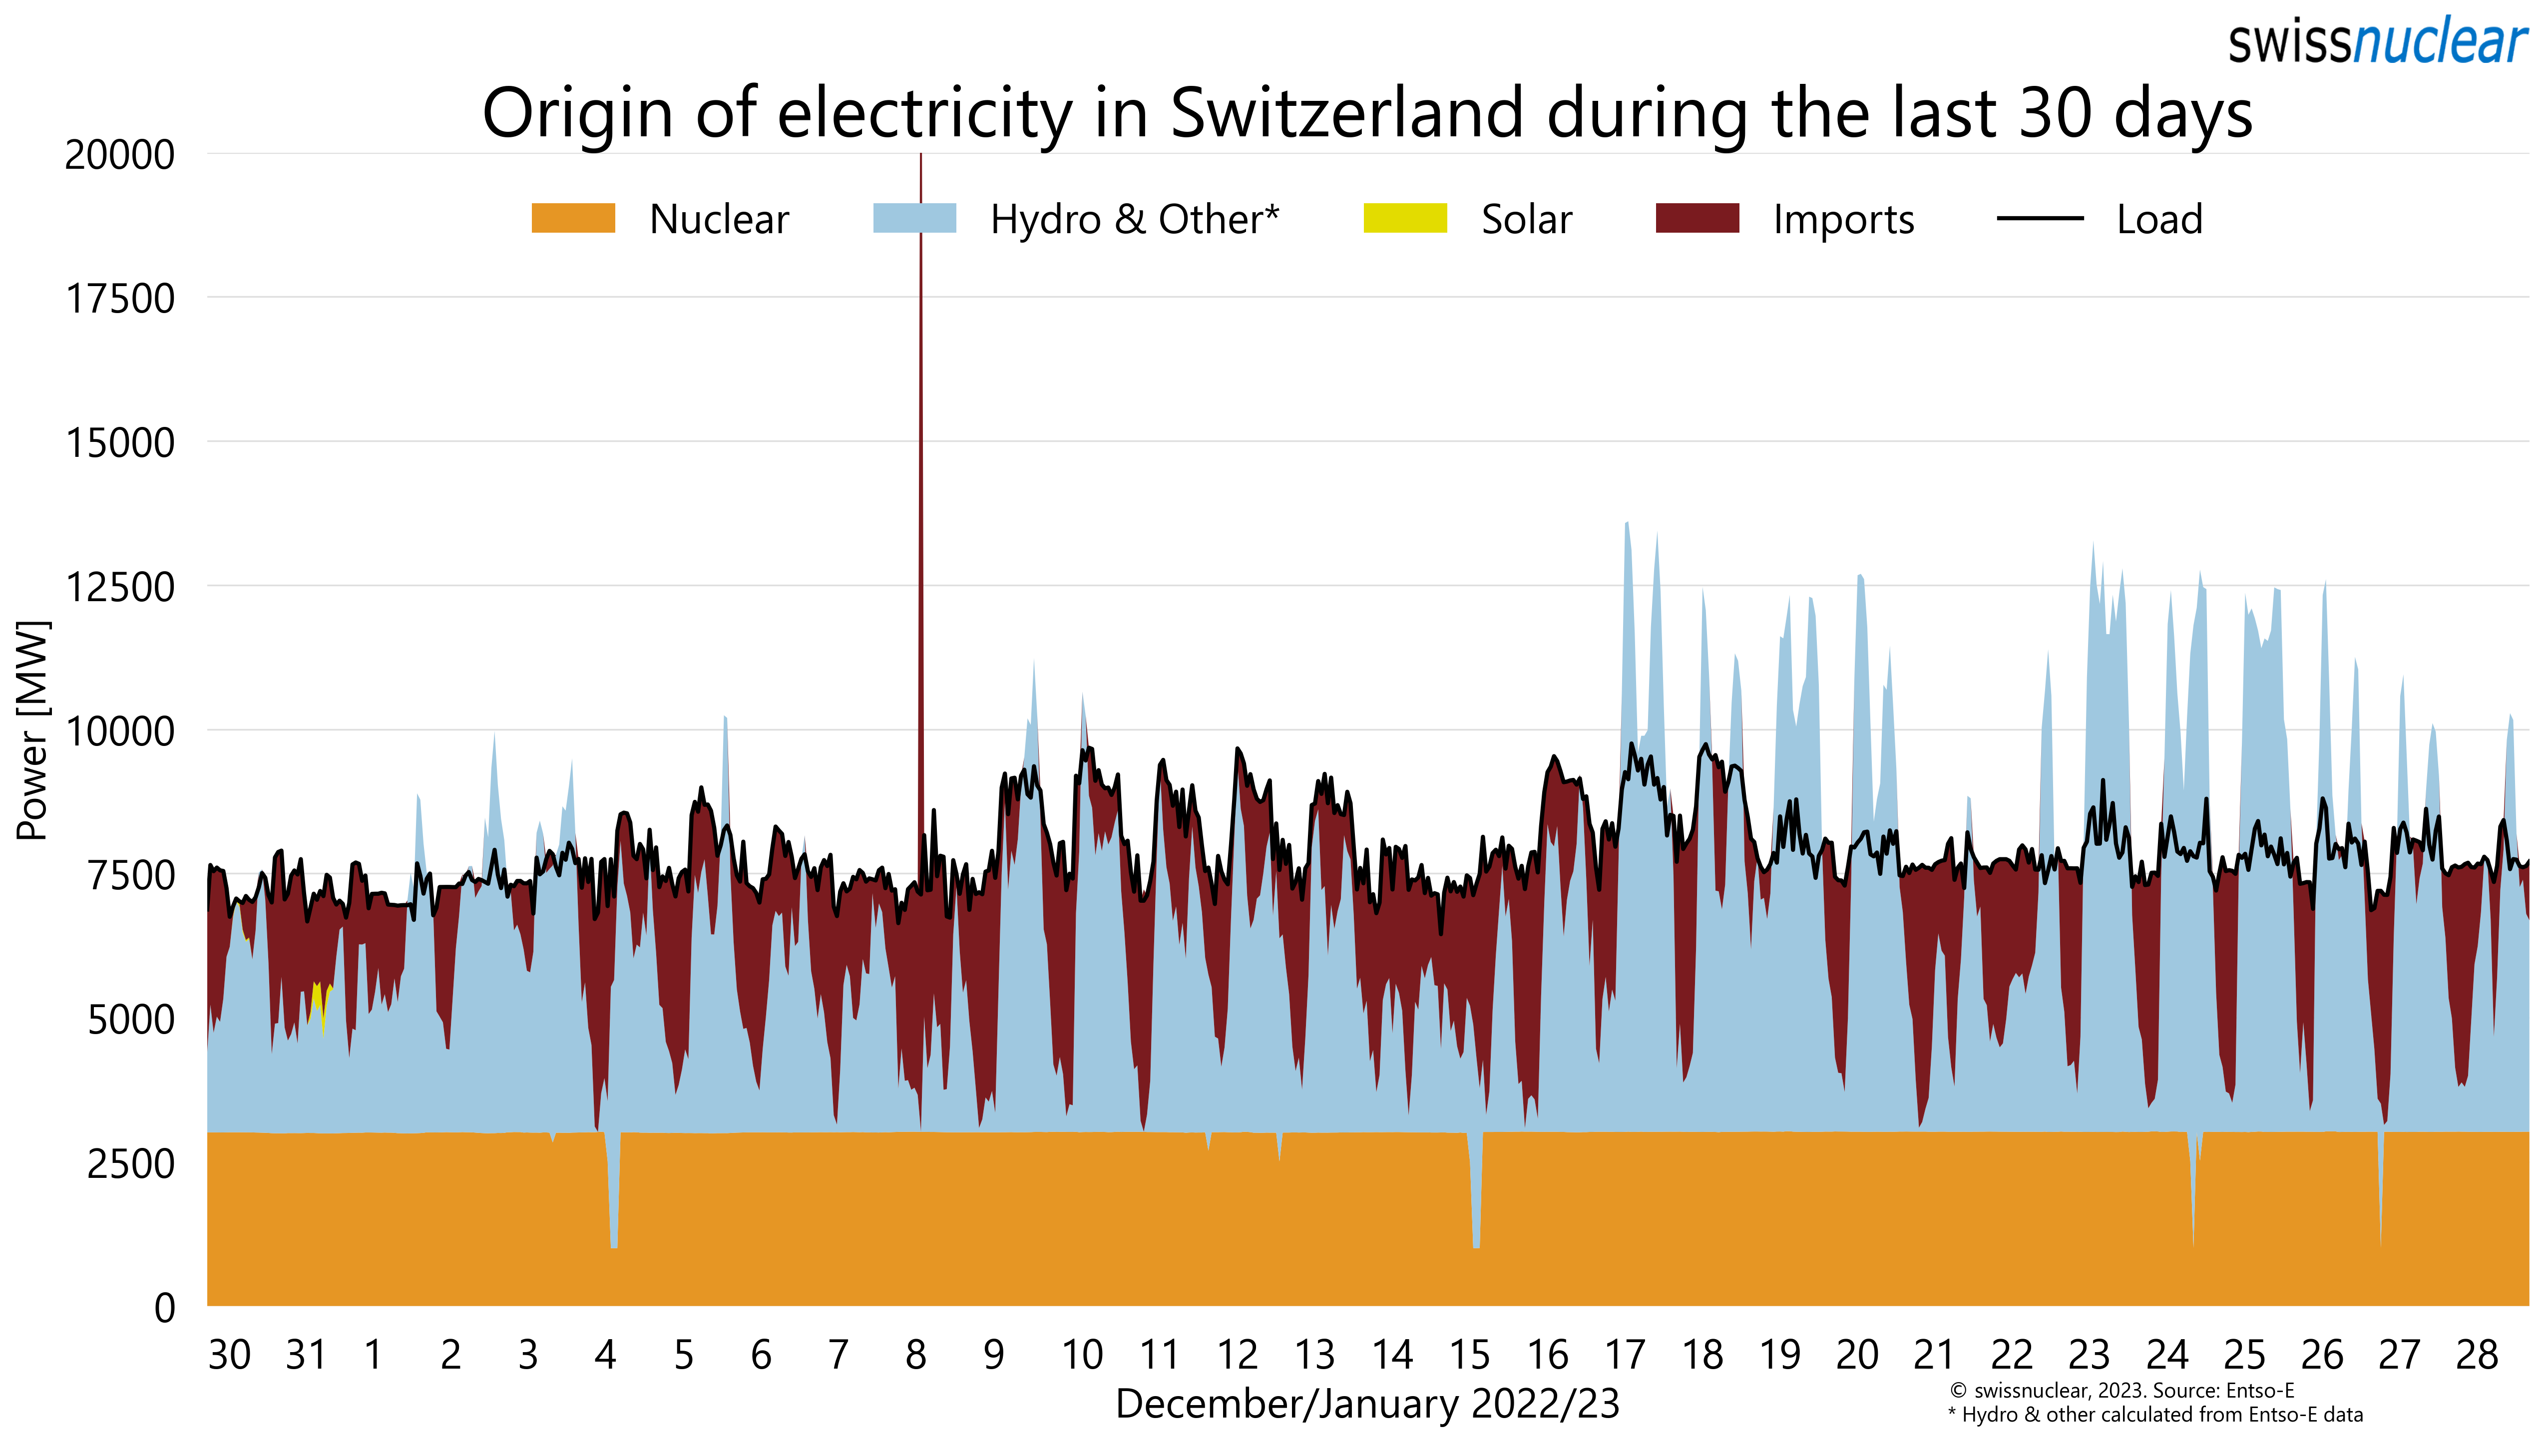 swissnuclear
Origin of electricity in Switzerland during the last 30 days
20000
Nuclear Hydro & Other* Solar Imports Load
17500
15000
12500
10000
7500
5000
2500
0
Power [MW]
30 31 1 2 3 4 5 6 7 8 9 10 11 12 13 14 15 16 17 18 19 20 21 22 23 24 25 26 27 28
December/January 2022/23
© swissnuclear, 2023. Source: Entso-E
* Hydro & other calculated from Entso-E data